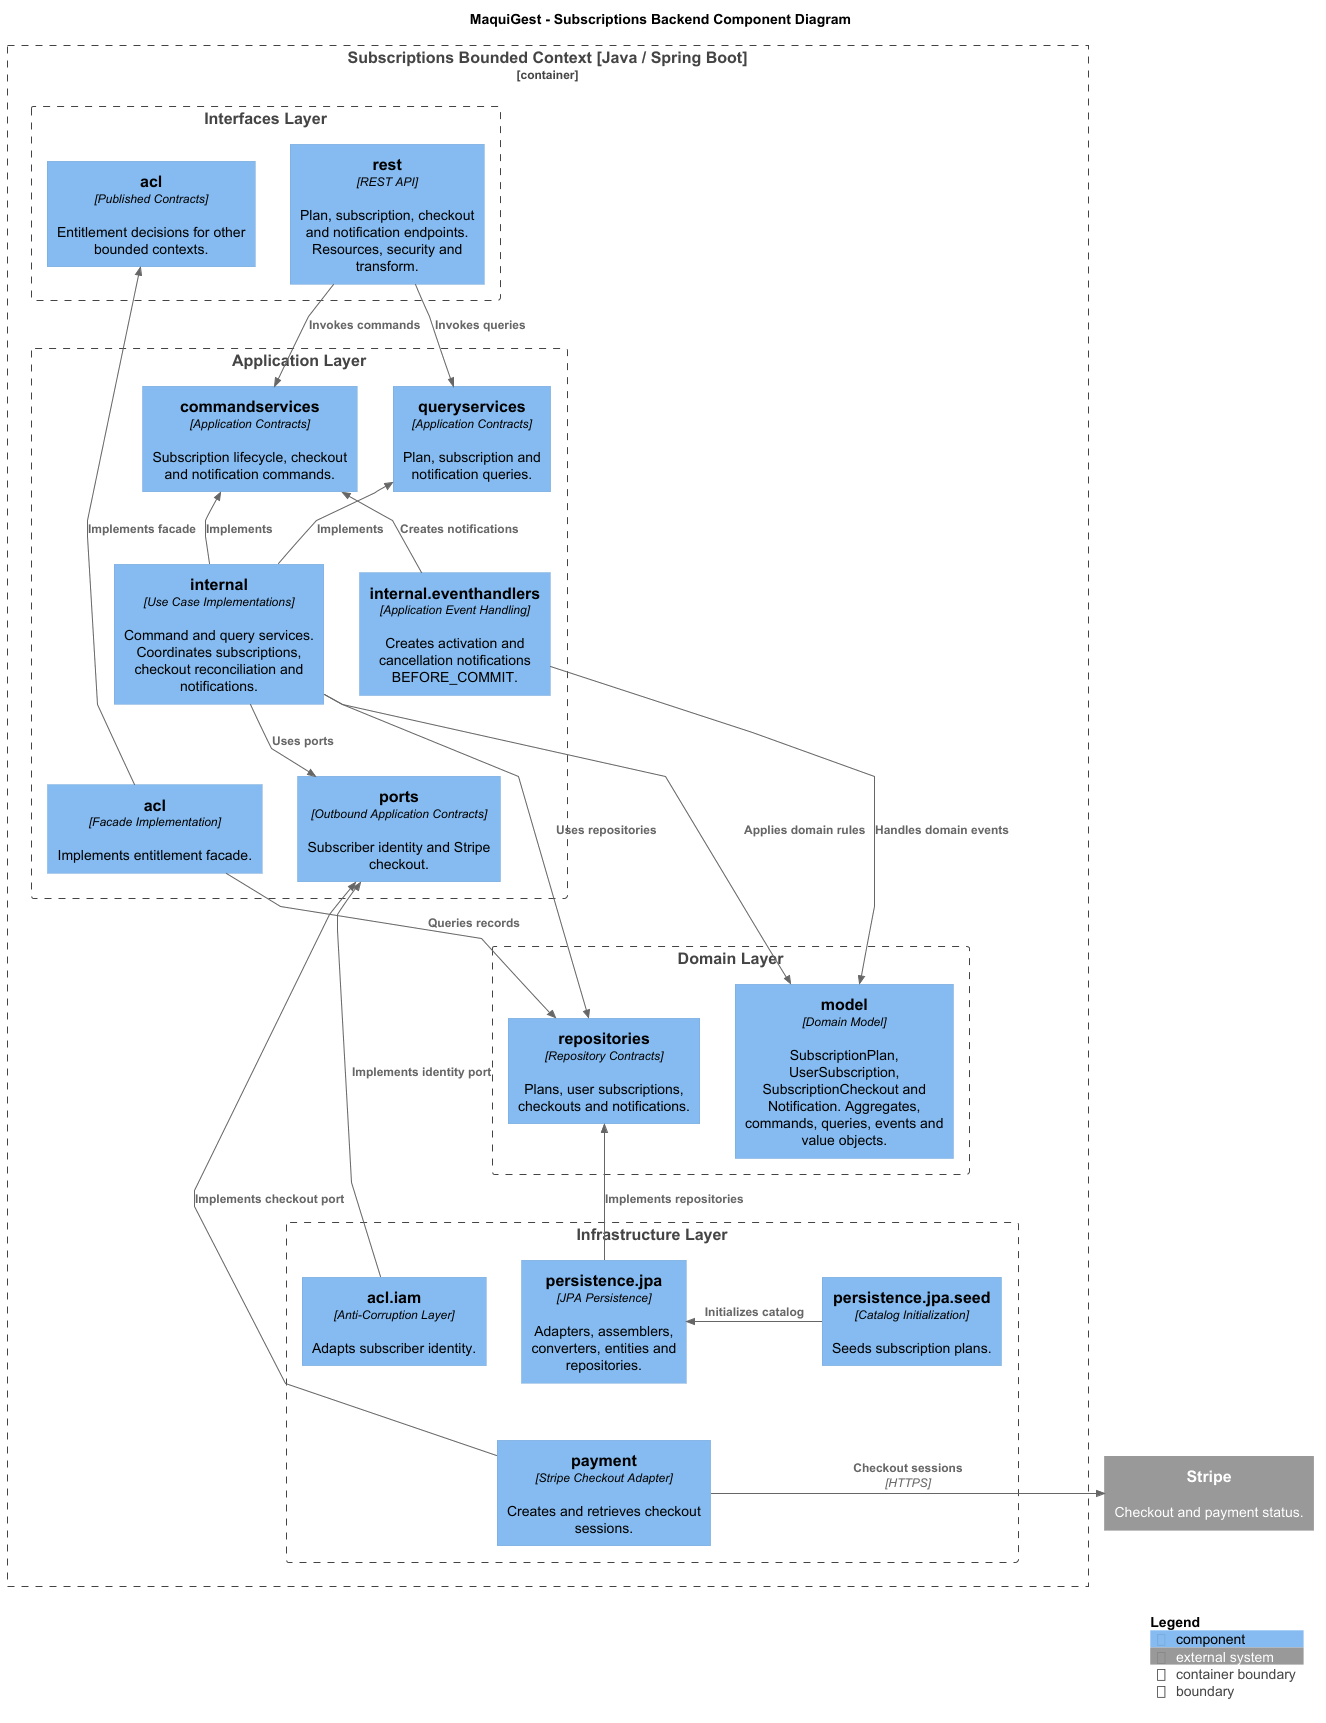 MaquiGest - Subscriptions Backend Component Diagram
Subscriptions Bounded Context [Java / Spring Boot]
[container]
Interfaces Layer
acl
[Published Contracts]
Entitlement decisions for other
bounded contexts.
rest
[REST API]
Plan, subscription, checkout
and notification endpoints.
Resources, security and
transform.
Invokes commands
Invokes queries
Application Layer
commandservices
[Application Contracts]
Subscription lifecycle, checkout
and notification commands.
queryservices
[Application Contracts]
Plan, subscription and
notification queries.
Implements facade
Implements
Implements
Creates notifications
internal
[Use Case Implementations]
Command and query services.
Coordinates subscriptions,
checkout reconciliation and
notifications.
internal.eventhandlers
[Application Event Handling]
Creates activation and
cancellation notifications
BEFORE_COMMIT.
Uses ports
acl
[Facade Implementation]
Implements entitlement facade.
ports
[Outbound Application Contracts]
Subscriber identity and Stripe
checkout.
Uses repositories
Applies domain rules
Handles domain events
Queries records
Domain Layer
repositories
[Repository Contracts]
Plans, user subscriptions,
checkouts and notifications.
model
[Domain Model]
SubscriptionPlan,
UserSubscription,
SubscriptionCheckout and
Notification. Aggregates,
commands, queries, events and
value objects.
Implements identity port
Implements checkout port
Implements repositories
Infrastructure Layer
acl.iam
[Anti-Corruption Layer]
Adapts subscriber identity.
persistence.jpa
[JPA Persistence]
Adapters, assemblers,
converters, entities and
repositories.
Initializes catalog
persistence.jpa.seed
[Catalog Initialization]
Seeds subscription plans.
payment
[Stripe Checkout Adapter]
Creates and retrieves checkout
sessions.
Checkout sessions
[HTTPS]
Stripe
Checkout and payment status.
Legend
component
external system
container boundary
boundary